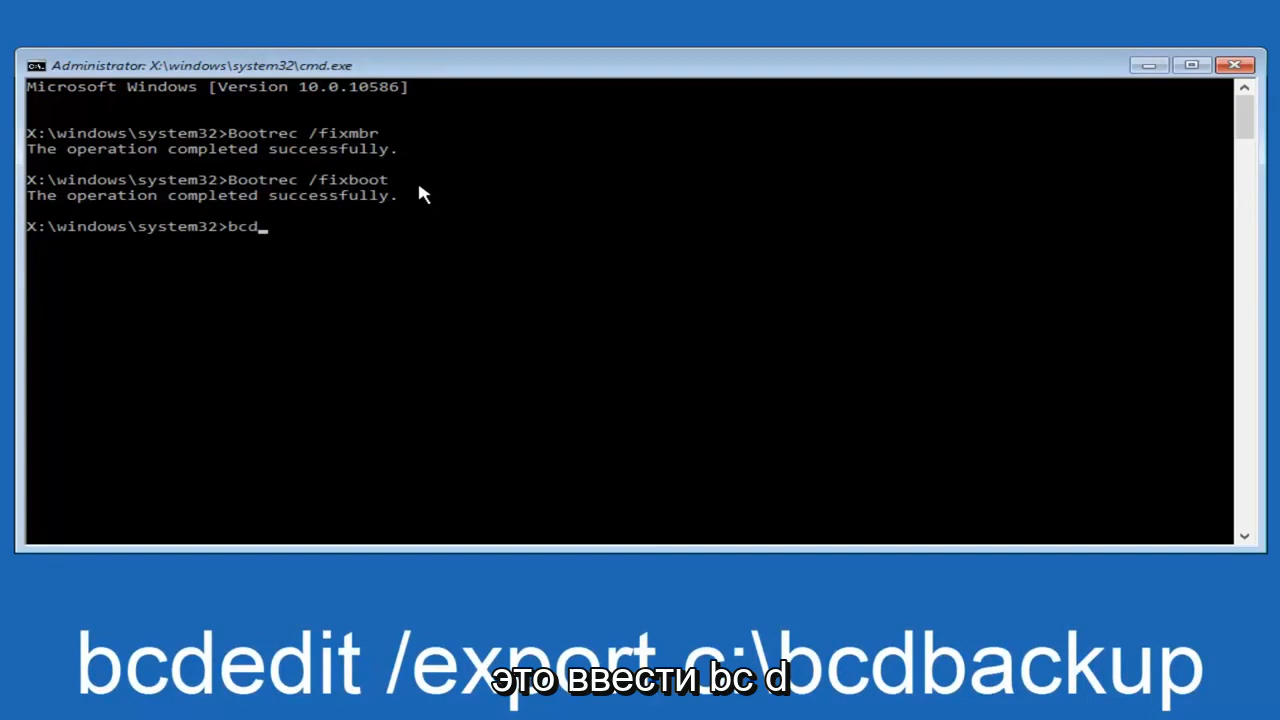 Administrator: X:\windows\system32\cmd.exe
Microsoft Windows [Version 10.0.10586]
X:\windows\system32>Bootrec /fixmbr
The operation completed successfully.
X:\windows\system32>Bootrec /fixboot
The operation completed successfully.
X:\windows\system32>bcd_
bcdedit /export c:\bcdbackup
это ввести bc d